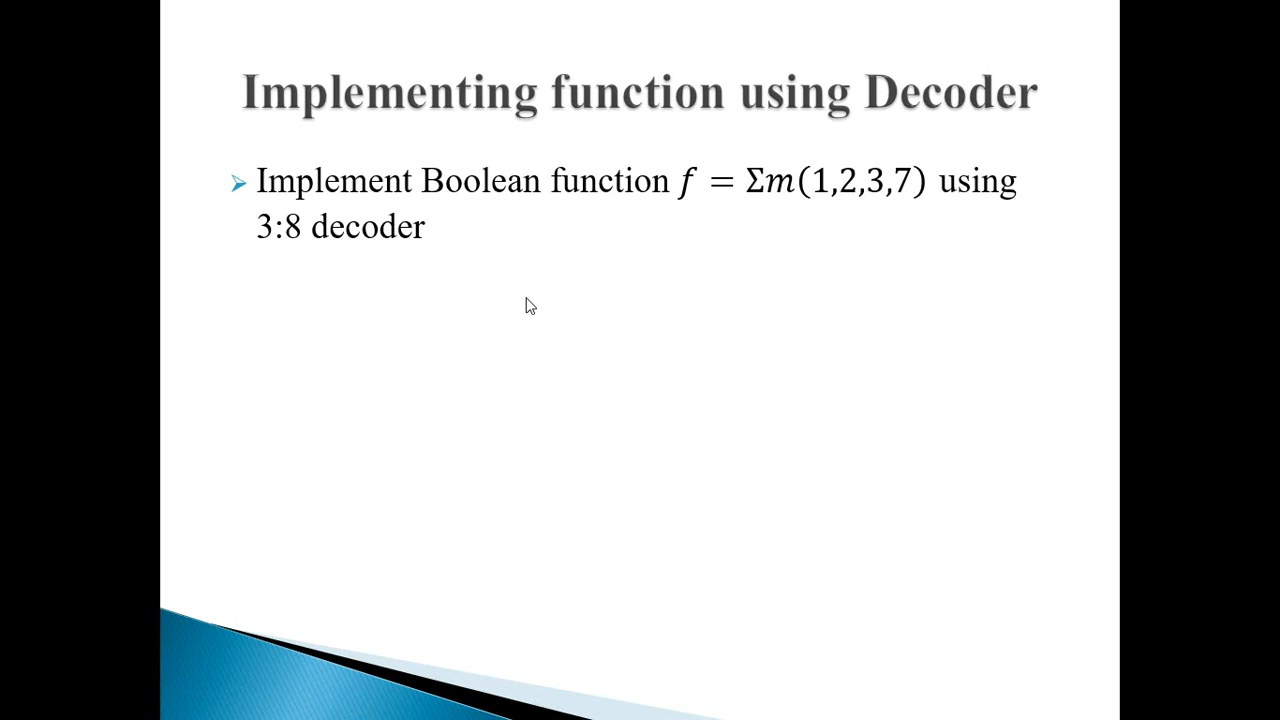 Implementing function using Decoder
Implement Boolean function f = Σm(1,2,3,7) using
3:8 decoder